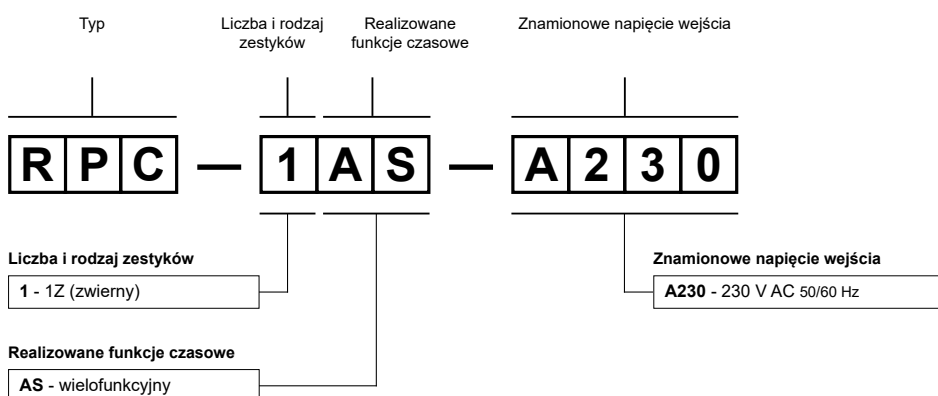 Typ
Liczba i rodzaj
zestyków
Realizowane
funkcje czasowe
Znamionowe napięcie wejścia
RPC — 1AS — A230
Liczba i rodzaj zestyków
1 - 1Z (zwierny)
Znamionowe napięcie wejścia
A230 - 230 V AC 50/60 Hz
Realizowane funkcje czasowe
AS - wielofunkcyjny